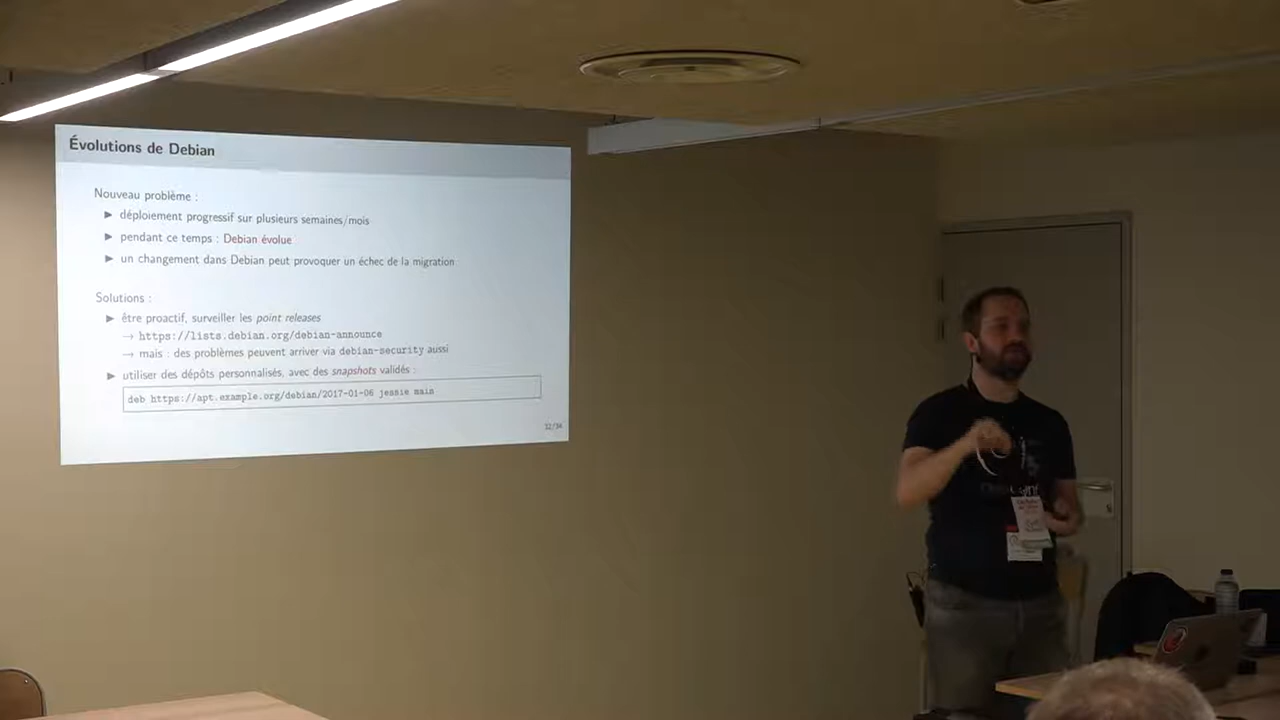 Évolutions de Debian
Nouveau problème :
► déploiement progressif sur plusieurs semaines/mois
► pendant ce temps : Debian évolue
► un changement dans Debian peut provoquer un échec de la migration
Solutions :
► être proactif, surveiller les point releases
→ https://lists.debian.org/debian-announce
→ mais : des problèmes peuvent arriver via debian-security aussi
► utiliser des dépôts personnalisés, avec des snapshots validés :
deb https://apt.example.org/debian/2017-01-06 jessie main